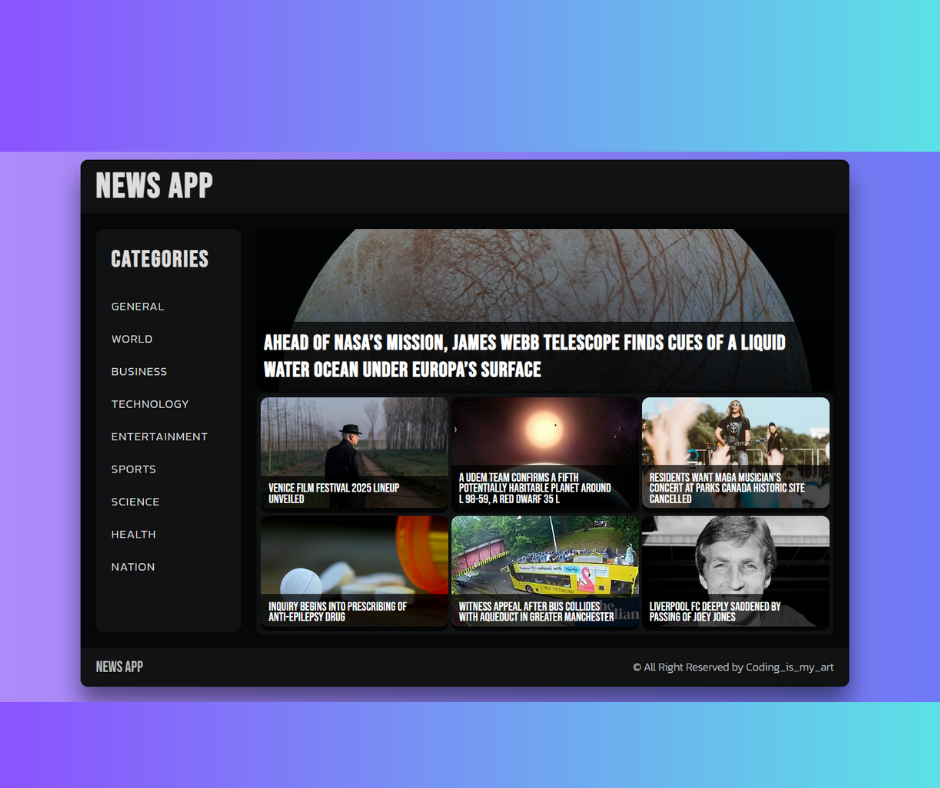 NEWS APP
CATEGORIES
GENERAL
WORLD
BUSINESS
TECHNOLOGY
ENTERTAINMENT
SPORTS
SCIENCE
HEALTH
NATION
AHEAD OF NASA'S MISSION, JAMES WEBB TELESCOPE FINDS CUES OF A LIQUID
WATER OCEAN UNDER EUROPA'S SURFACE
VENICE FILM FESTIVAL 2025 LINEUP
UNVEILED
A UDEM TEAM CONFIRMS A FIFTH
POTENTIALLY HABITABLE PLANET AROUND
L 98-59, A RED DWARF 35 L
RESIDENTS WANT MAGA MUSICIAN'S
CONCERT AT PARKS CANADA HISTORIC SITE
CANCELLED
INQUIRY BEGINS INTO PRESCRIBING OF
ANTI-EPILEPSY DRUG
WITNESS APPEAL AFTER BUS COLLIDES
WITH AQUEDUCT IN GREATER MANCHESTER
LIVERPOOL FC DEEPLY SADDENED BY
PASSING OF JOEY JONES
NEWS APP
© All Right Reserved by Coding_is_my_art